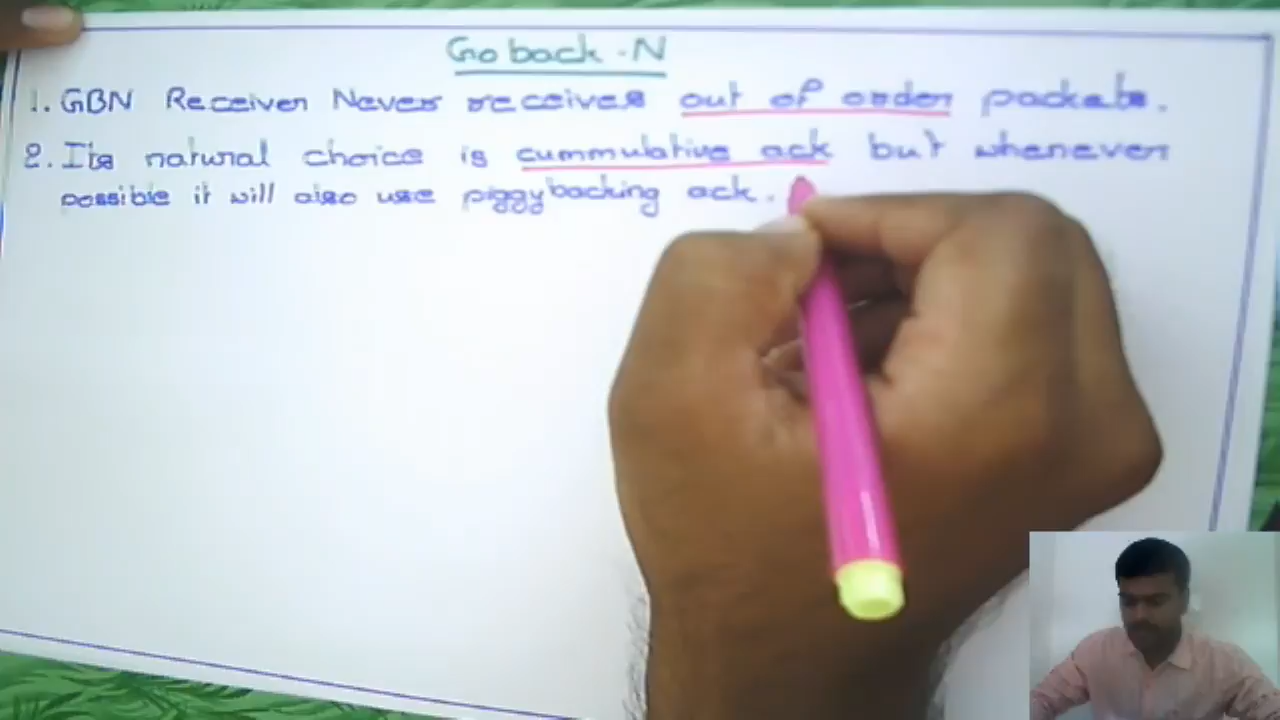 Go back - N
1. GBN Receiver Never receives out of order packets.
2. Its natural choice is cummulative ack but whenever
possible it will also use piggybacking ack.